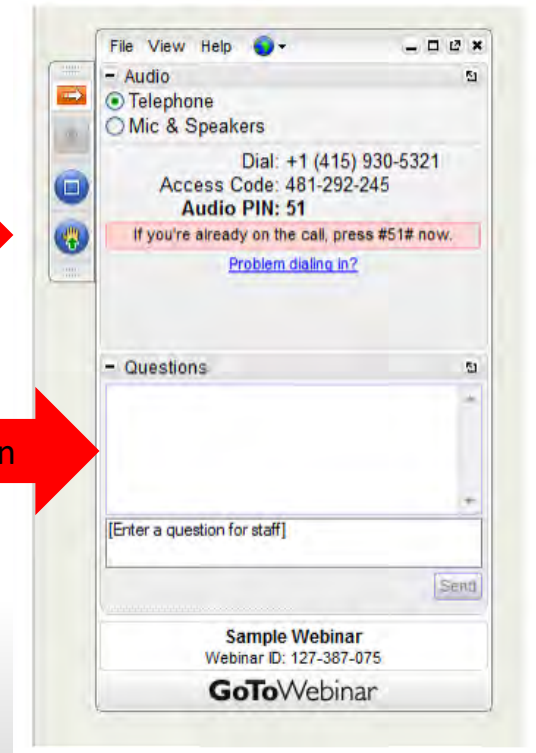 File View Help
Audio
Telephone
Mic & Speakers
Dial: +1 (415) 930-5321
Access Code: 481-292-245
Audio PIN: 51
If you're already on the call, press #51# now.
Problem dialing in?
Questions
n
[Enter a question for staff]
Send
Sample Webinar
Webinar ID: 127-387-075
GoToWebinar